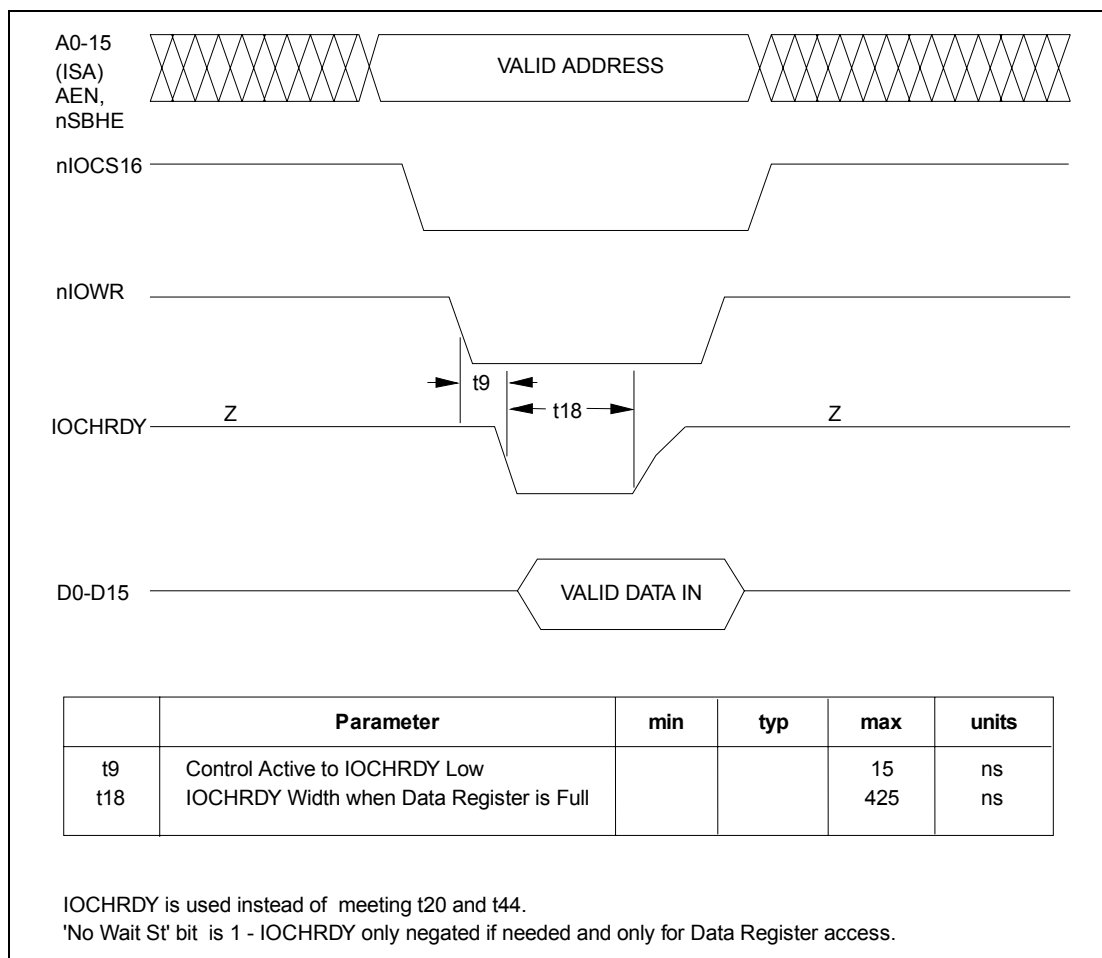 A0-15
(ISA)
AEN,
nSBHE
VALID ADDRESS
nIOCS16
nIOWR
t9
t18
IOCHRDY
Z
Z
D0-D15
VALID DATA IN
Parameter min typ max units
t9 Control Active to IOCHRDY Low 15 ns
t18 IOCHRDY Width when Data Register is Full 425 ns
IOCHRDY is used instead of meeting t20 and t44.
'No Wait St' bit is 1 - IOCHRDY only negated if needed and only for Data Register access.